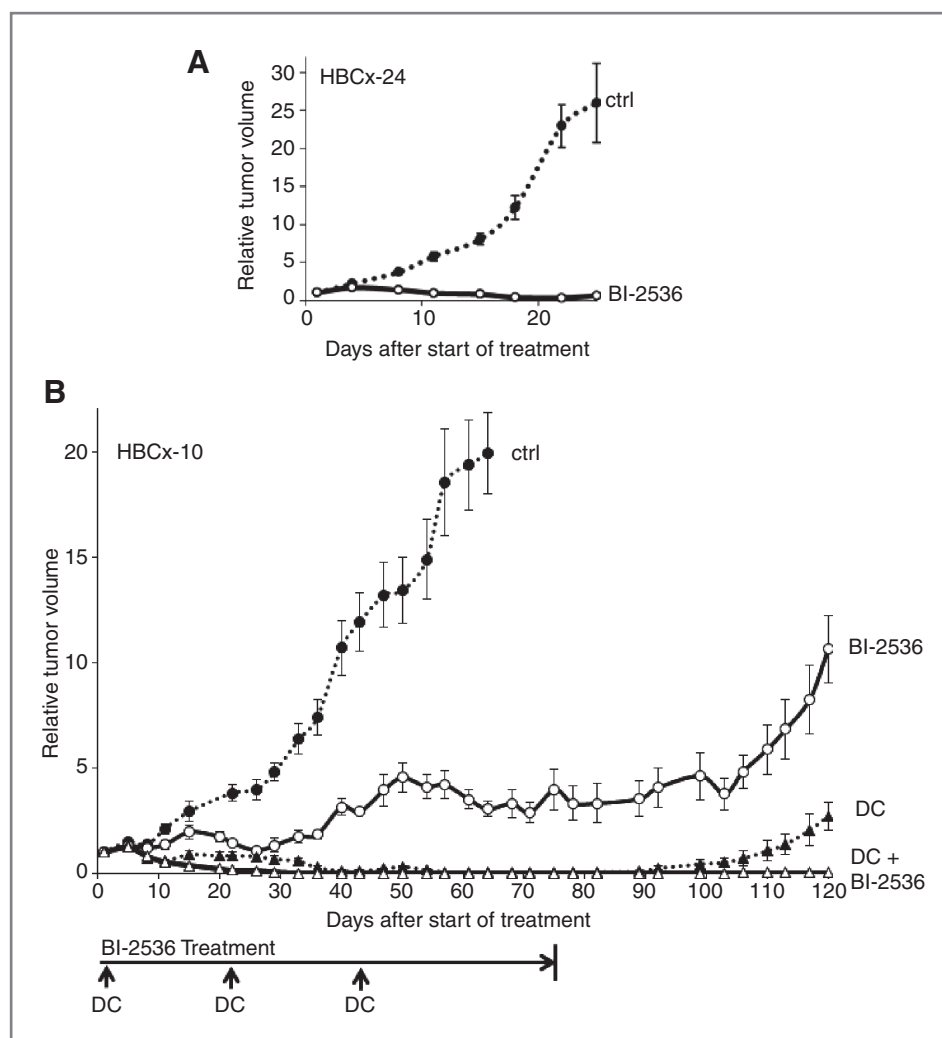 A
HBCx-24
Relative tumor volume
30
25
20
15
10
5
0
ctrl
BI-2536
0 10 20
Days after start of treatment
B
HBCx-10
Relative tumor volume
20
15
10
5
0
ctrl
BI-2536
DC
DC +
BI-2536
0 10 20 30 40 50 60 70 80 90 100 110 120
Days after start of treatment
BI-2536 Treatment
DC DC DC